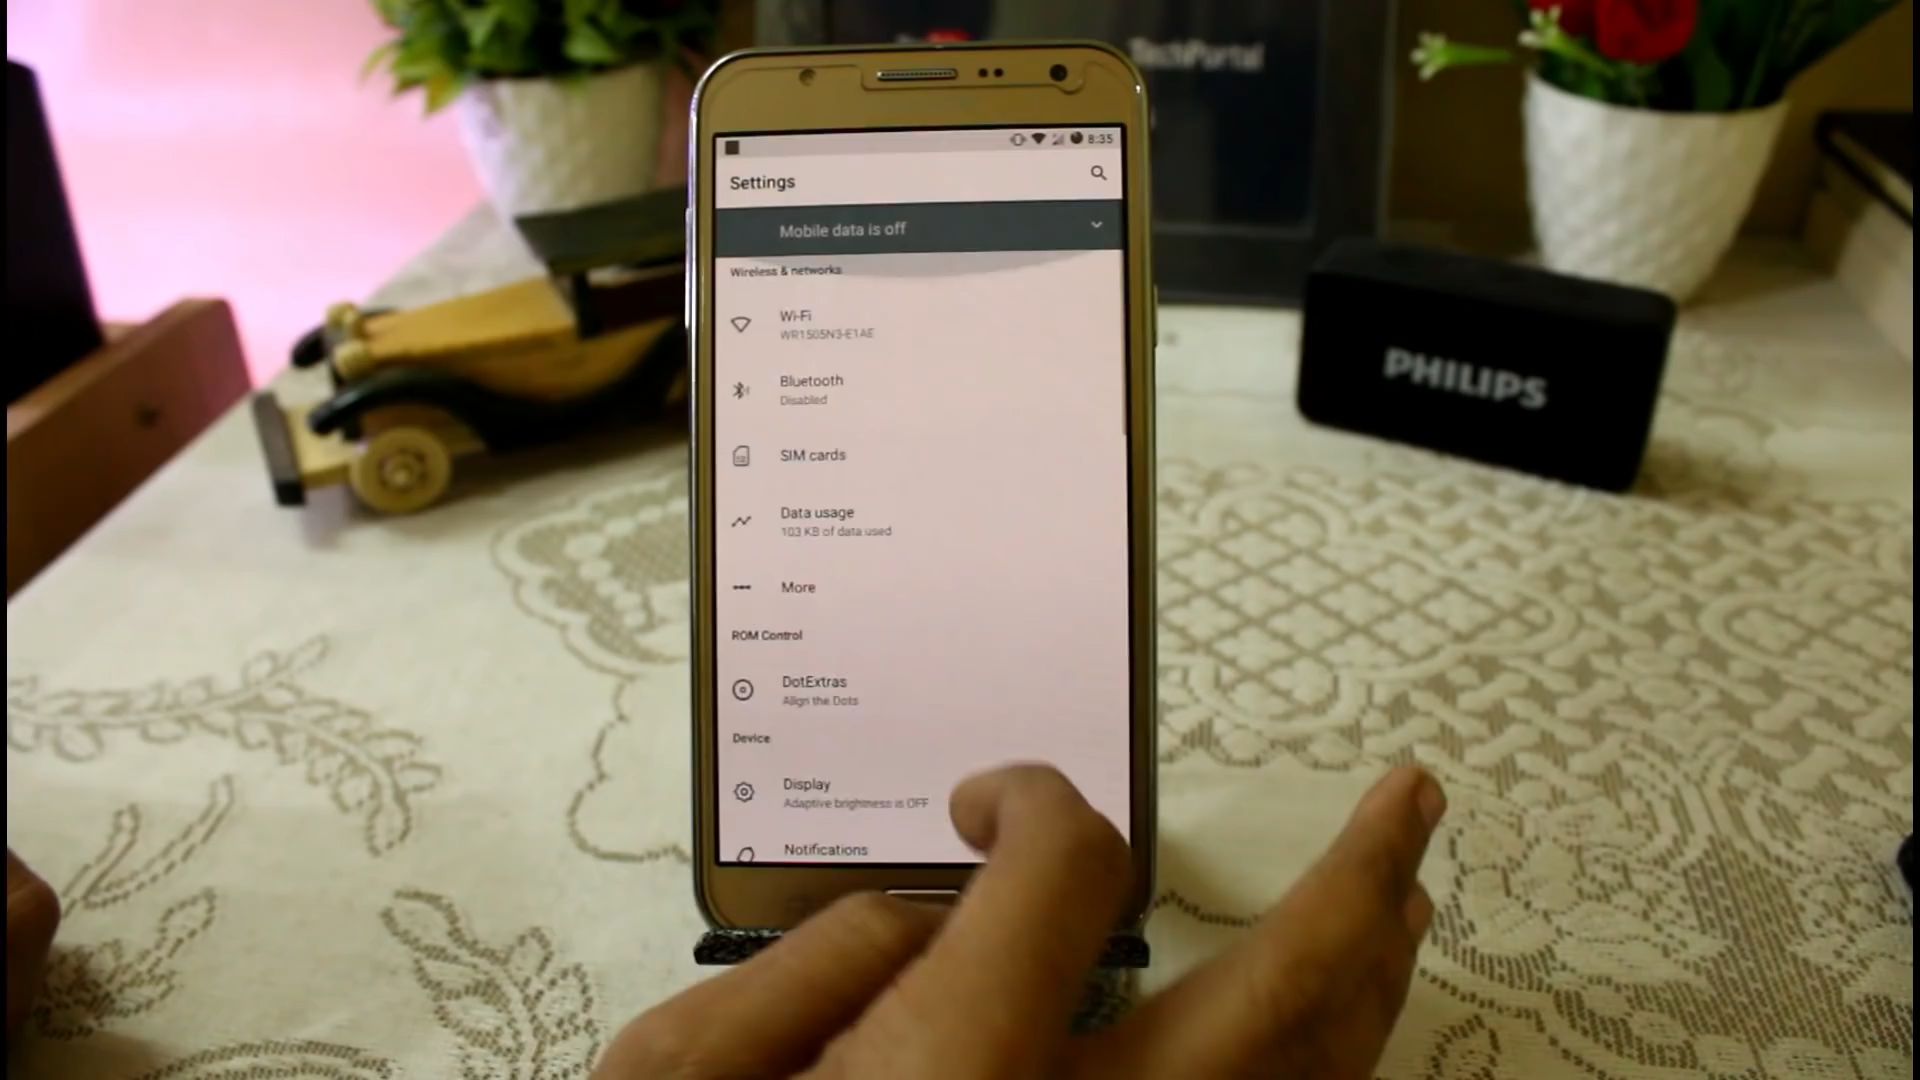 TechPortal
8:35
Settings
Mobile data is off
Wireless & networks
Wi-Fi
WR1505N3-E1AE
Bluetooth
Disabled
SIM cards
Data usage
103 KB of data used
More
ROM Control
DotExtras
Align the Dots
Device
Display
Adaptive brightness is OFF
Notifications
PHILIPS